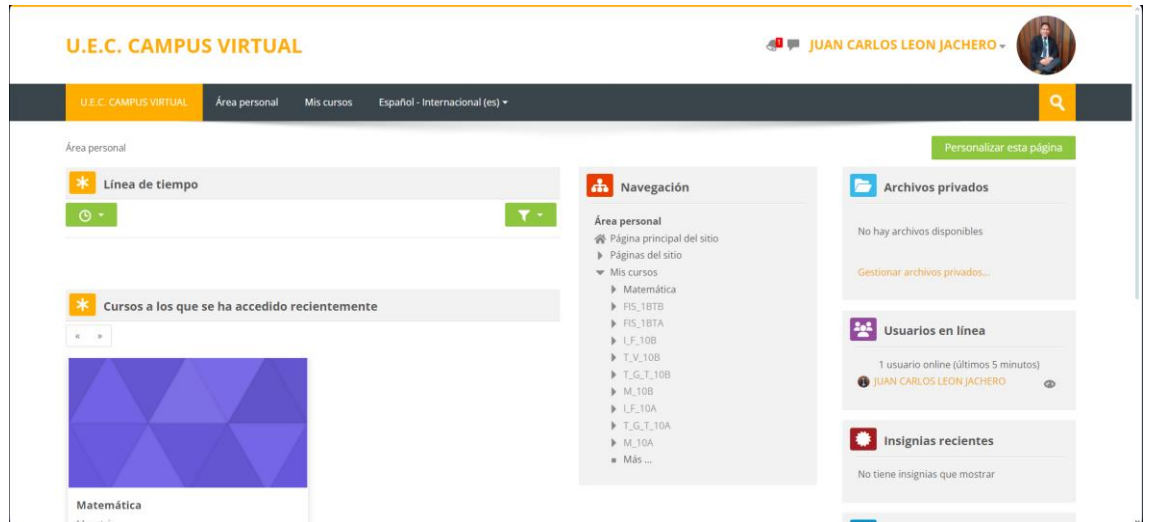 U.E.C. CAMPUS VIRTUAL
1
JUAN CARLOS LEON JACHERO
U.E.C. CAMPUS VIRTUAL
Área personal
Mis cursos
Español - Internacional (es)
Área personal
Personalizar esta página
Línea de tiempo
Cursos a los que se ha accedido recientemente
« »
Matemática
Navegación
Área personal
Página principal del sitio
Páginas del sitio
Mis cursos
Matemática
FIS_1BTB
FIS_1BTA
I_F_10B
T_V_10B
T_G_T_10B
M_10B
I_F_10A
T_G_T_10A
M_10A
Más ...
Archivos privados
No hay archivos disponibles
Gestionar archivos privados...
Usuarios en línea
1 usuario online (últimos 5 minutos)
JUAN CARLOS LEON JACHERO
Insignias recientes
No tiene insignias que mostrar